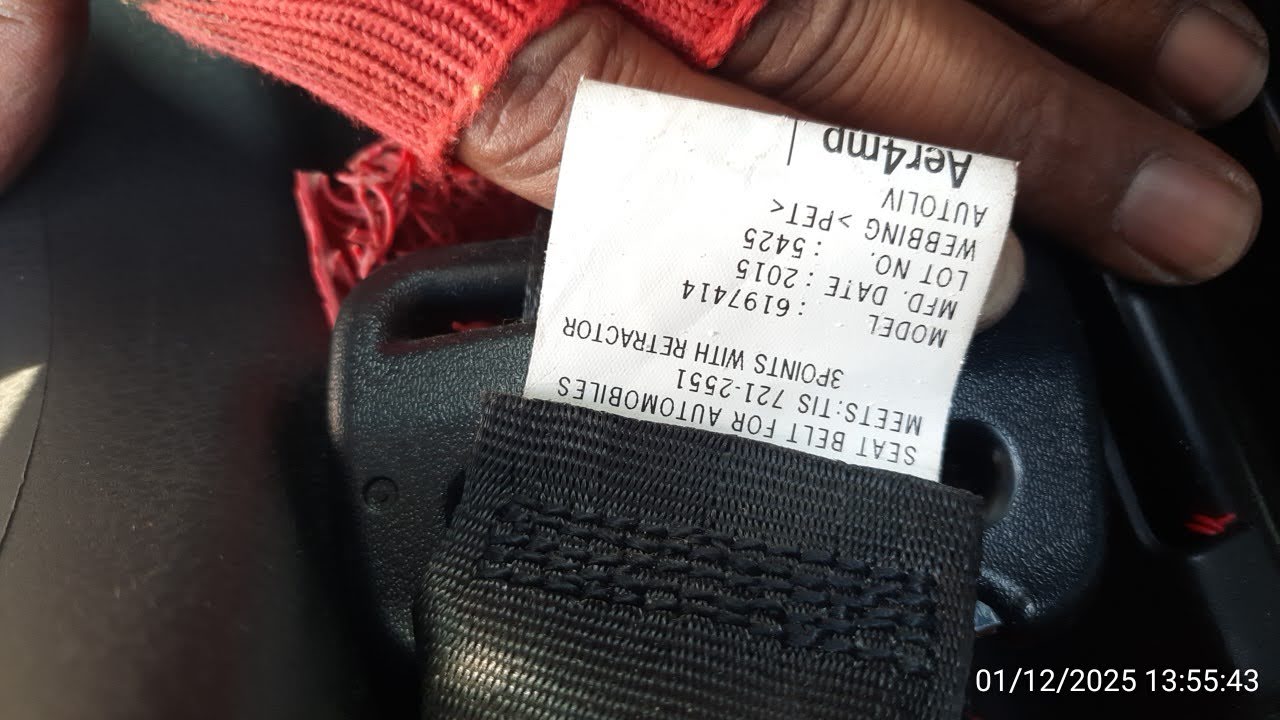 SEAT BELT FOR AUTOMOBILES
MEETS:TIS 721-2551
3POINTS WITH RETRACTOR
MODEL : 6197414
MFD. DATE : 2015
LOT NO. : 5425
WEBBING >PET<
AUTOLIV
Aer4mp |
01/12/2025 13:55:43